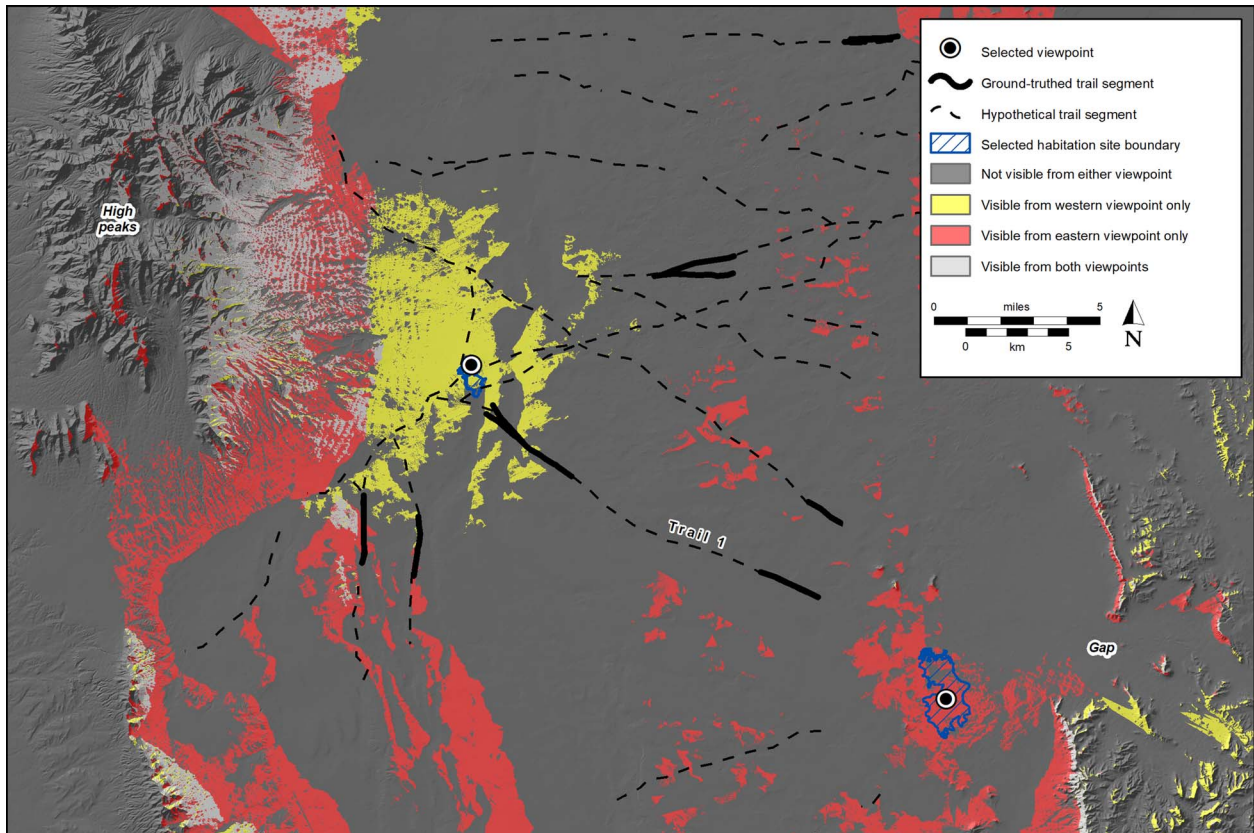 Selected viewpoint
Ground-truthed trail segment
Hypothetical trail segment
Selected habitation site boundary
Not visible from either viewpoint
Visible from western viewpoint only
Visible from eastern viewpoint only
Visible from both viewpoints
0 miles 5
0 km 5
N
High
peaks
Trail 1
Gap